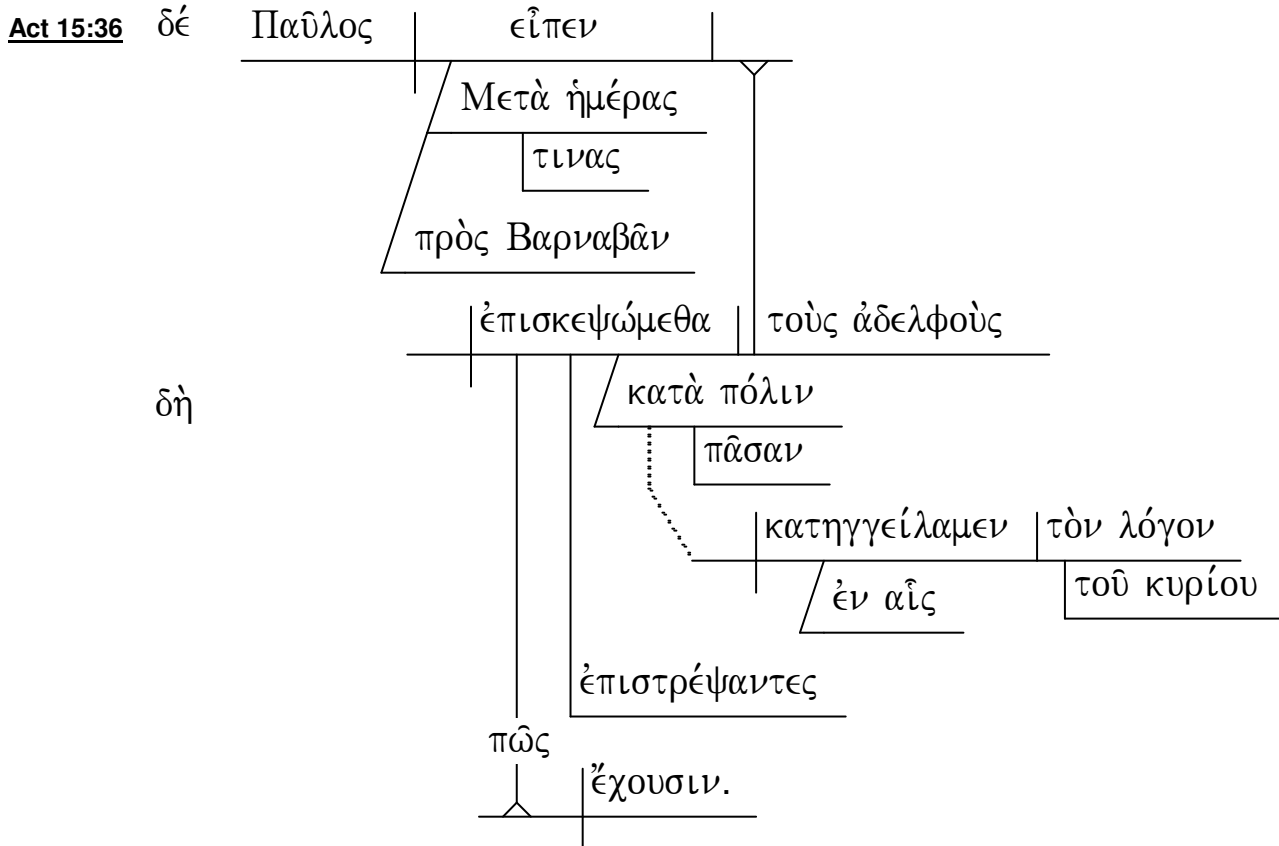 Act 15:36 δέ Παῦλος εἶπεν
Μετὰ ἡμέρας
τινας
πρὸς Βαρναβᾶν
ἐπισκεψώμεθα τοὺς ἀδελφοὺς
κατὰ πόλιν
δὴ
πᾶσαν
κατηγγείλαμεν τὸν λόγον
ἐν αἷς τοῦ κυρίου
ἐπιστρέψαντες
πῶς
ἔχουσιν.